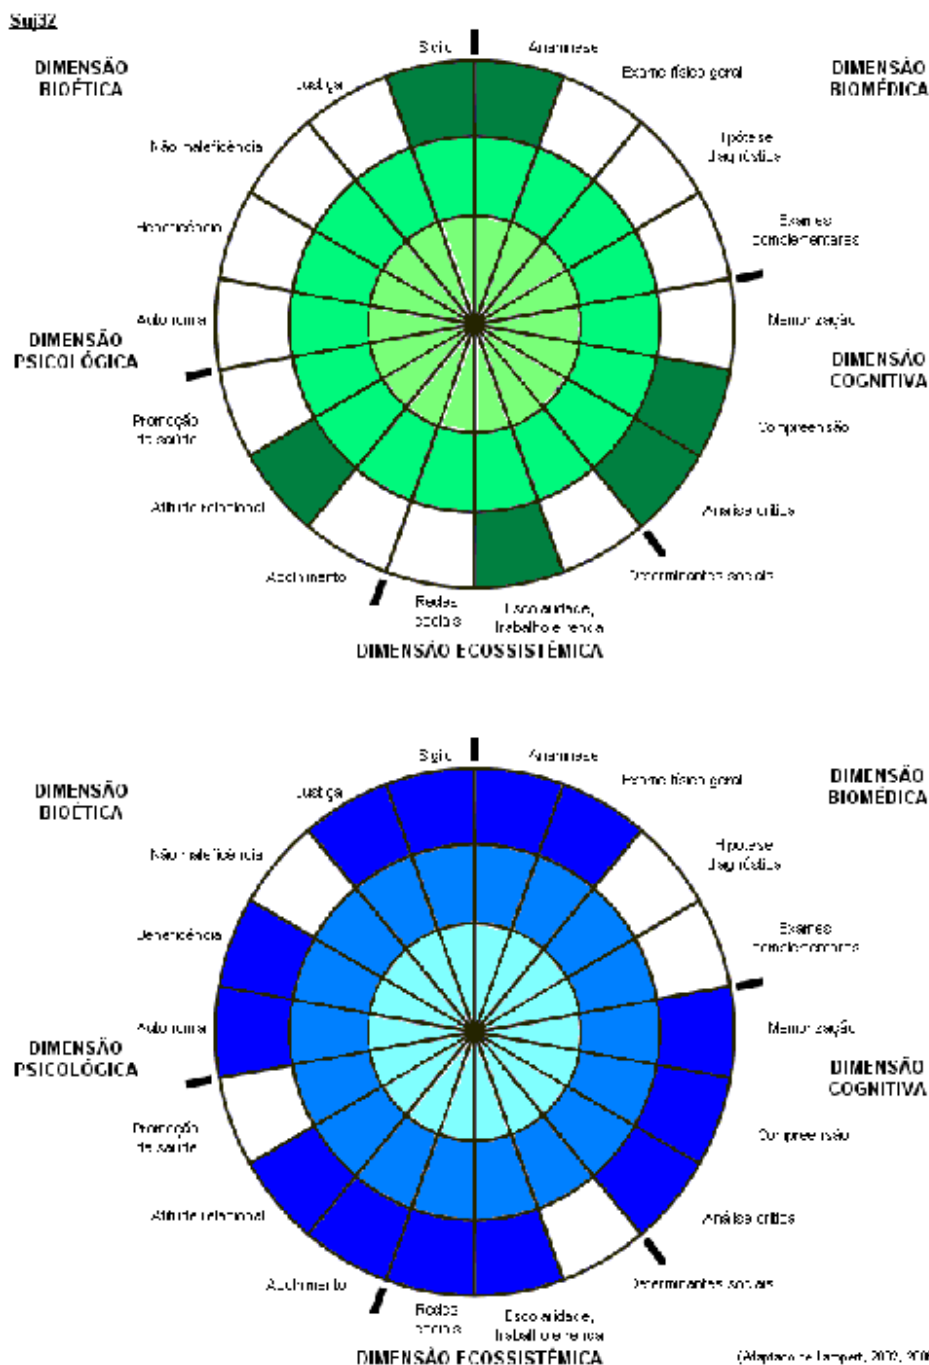 Suj32
Sigilo
Anamnese
DIMENSÃO
BIOÉTICA
Justiça
Exame físico geral
DIMENSÃO
BIOMÉDICA
Não maleficência
Hipótese
diagnóstica
Beneficência
Exames
complementares
Autonomia
Memorização
DIMENSÃO
PSICOLÓGICA
DIMENSÃO
COGNITIVA
Promoção
da saúde
Compreensão
Atitude relacional
Análise crítica
Acolhimento
Determinantes sociais
Redes
sociais
Escolaridade,
trabalho e renda
DIMENSÃO ECOSSISTÊMICA
Sigilo
Anamnese
DIMENSÃO
BIOÉTICA
Justiça
Exame físico geral
DIMENSÃO
BIOMÉDICA
Não maleficência
Hipótese
diagnóstica
Beneficência
Exames
complementares
Autonomia
Memorização
DIMENSÃO
PSICOLÓGICA
DIMENSÃO
COGNITIVA
Promoção
da saúde
Compreensão
Atitude relacional
Análise crítica
Acolhimento
Determinantes sociais
Redes
sociais
Escolaridade,
trabalho e renda
DIMENSÃO ECOSSISTÊMICA
(Adaptado de Lampert, 2002,